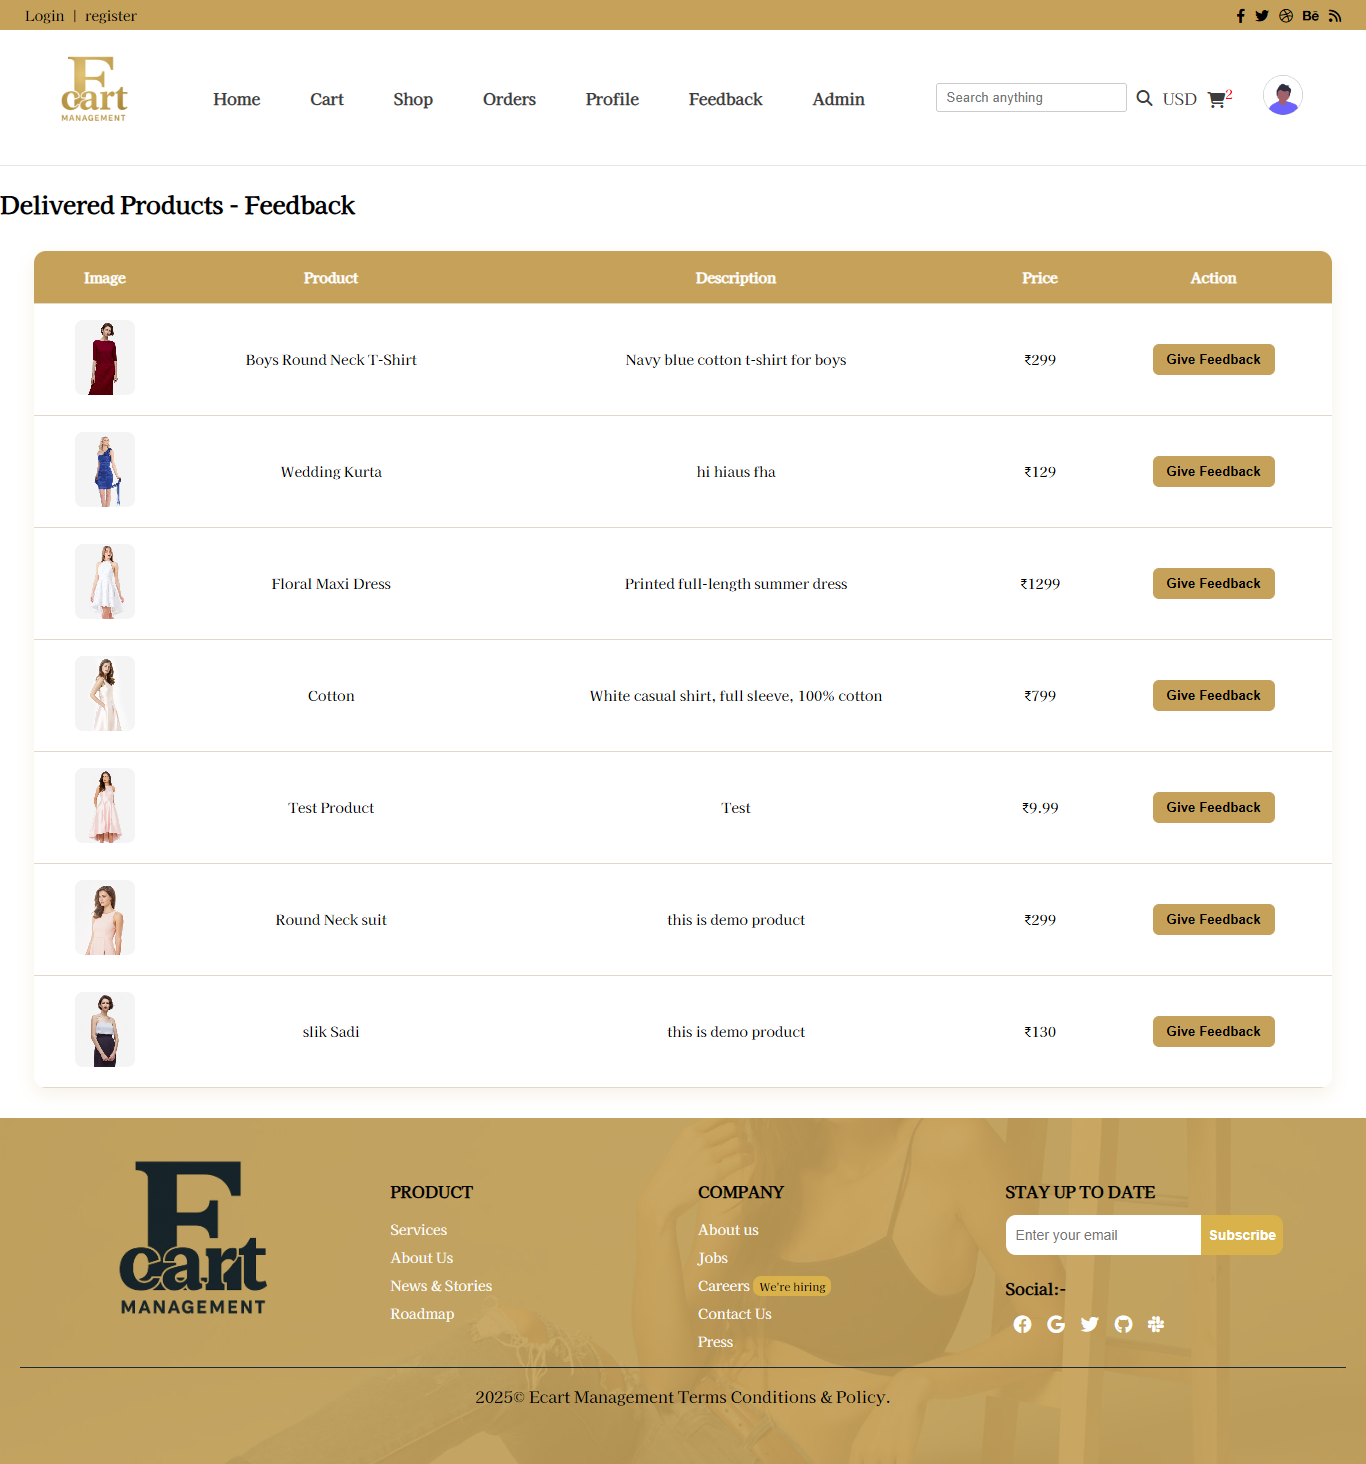 Login | register
Bē
E
cart
MANAGEMENT
Home Cart Shop Orders Profile Feedback Admin
Search anything
USD
2
Delivered Products - Feedback
Image Product Description Price Action
Boys Round Neck T-Shirt Navy blue cotton t-shirt for boys ₹299 Give Feedback
Wedding Kurta hi hiaus fha ₹129 Give Feedback
Floral Maxi Dress Printed full-length summer dress ₹1299 Give Feedback
Cotton White casual shirt, full sleeve, 100% cotton ₹799 Give Feedback
Test Product Test ₹9.99 Give Feedback
Round Neck suit this is demo product ₹299 Give Feedback
slik Sadi this is demo product ₹130 Give Feedback
E
cart
MANAGEMENT
PRODUCT
Services
About Us
News & Stories
Roadmap
COMPANY
About us
Jobs
Careers We're hiring
Contact Us
Press
STAY UP TO DATE
Enter your email Subscribe
Social:-
2025© Ecart Management Terms Conditions & Policy.